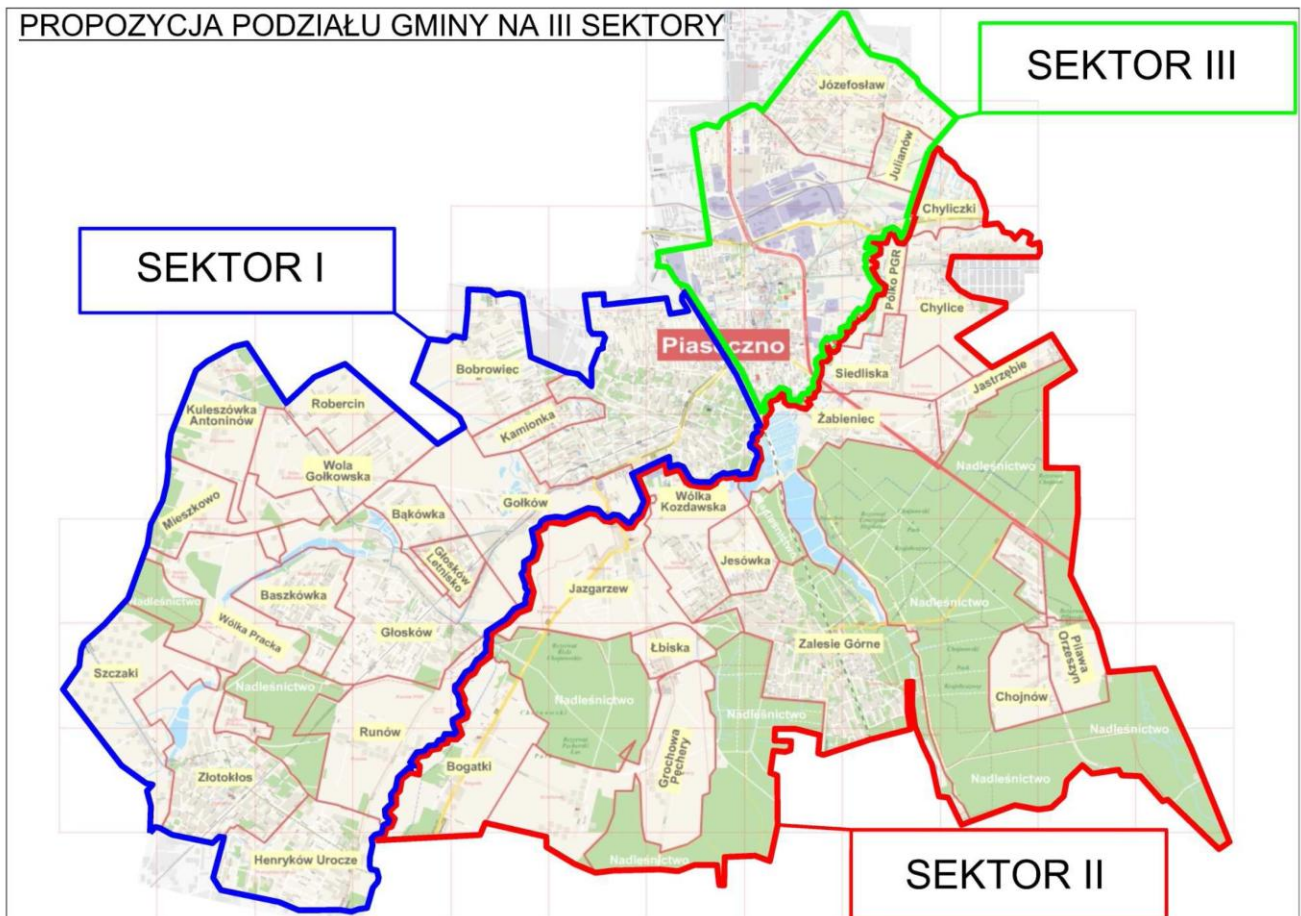 PROPOZYCJA PODZIAŁU GMINY NA III SEKTORY
SEKTOR III
Józefosław
Julianów
Chyliczki
SEKTOR I
Pólko PGR
Chylice
Piaseczno
Bobrowiec
Siedliska
Jastrzębie
Kuleszówka
Antoninów
Robercin
Kamionka
Żabieniec
Nadleśnictwo
Wola
Gołkowska
Mieszkowo
Bąkówka
Gołków
Wólka
Kozdawska
Głosków
Letnisko
Jesówka
Nadleśnictwo
Baszkówka
Jazgarzew
Nadleśnictwo
Wólka Pracka
Głosków
Łbiska
Zalesie Górne
Pilawa
Orzeszyn
Szczaki
Nadleśnictwo
Nadleśnictwo
Nadleśnictwo
Chojnów
Nadleśnictwo
Runów
Bogatki
Grochowa
Pęchery
Złotokłos
Nadleśnictwo
Henryków Urocze
Nadleśnictwo
SEKTOR II